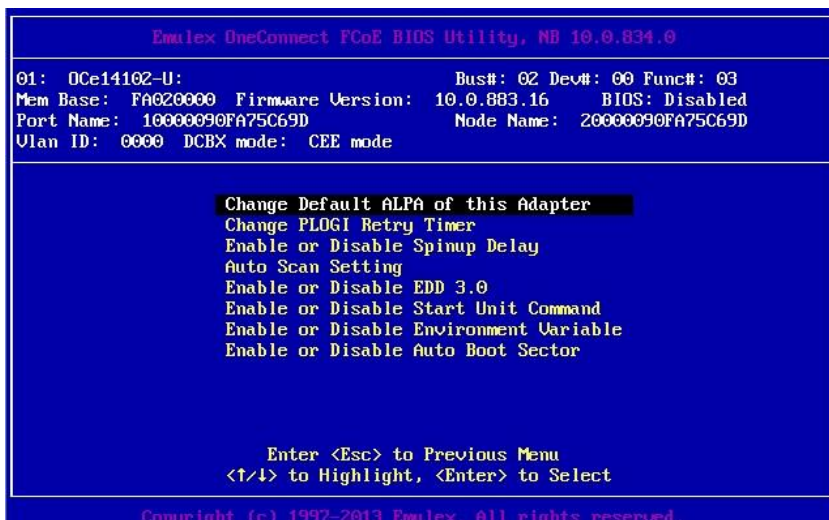 Emulex OneConnect FCoE BIOS Utility, NB 10.0.834.0
01: OCe14102-U: Bus#: 02 Dev#: 00 Func#: 03
Mem Base: FA020000 Firmware Version: 10.0.883.16 BIOS: Disabled
Port Name: 10000090FA75C69D Node Name: 20000090FA75C69D
Vlan ID: 0000 DCBX mode: CEE mode
Change Default ALPA of this Adapter
Change PLOGI Retry Timer
Enable or Disable Spinup Delay
Auto Scan Setting
Enable or Disable EDD 3.0
Enable or Disable Start Unit Command
Enable or Disable Environment Variable
Enable or Disable Auto Boot Sector
Enter <Esc> to Previous Menu
<↑/↓> to Highlight, <Enter> to Select
Copyright (c) 1997-2013 Emulex. All rights reserved